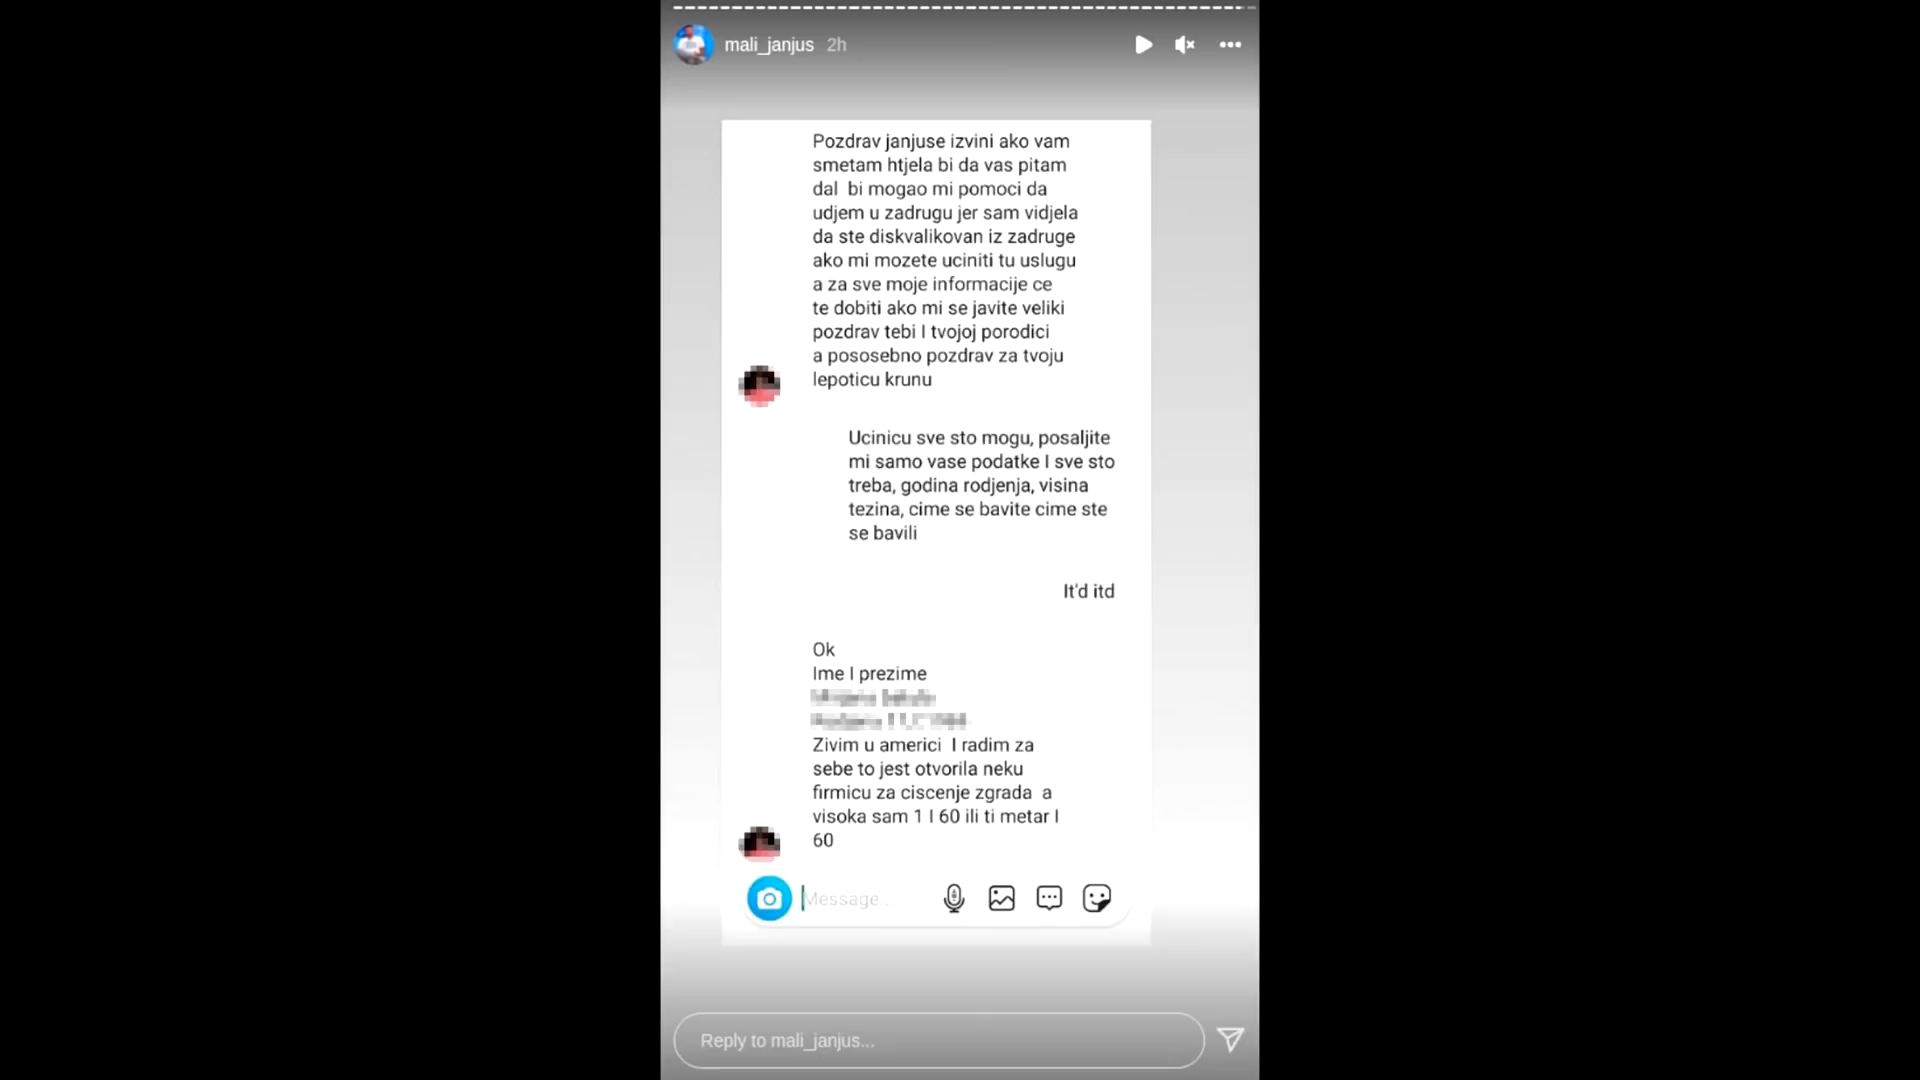 mali_janjus 2h
Pozdrav janjuse izvini ako vam
smetam htjela bi da vas pitam
dal bi mogao mi pomoci da
udjem u zadrugu jer sam vidjela
da ste diskvalikovan iz zadruge
ako mi mozete uciniti tu uslugu
a za sve moje informacije ce
te dobiti ako mi se javite veliki
pozdrav tebi I tvojoj porodici
a pososebno pozdrav za tvoju
lepoticu krunu
Ucinicu sve sto mogu, posaljite
mi samo vase podatke I sve sto
treba, godina rodjenja, visina
tezina, cime se bavite cime ste
se bavili
It'd itd
Ok
Ime I prezime
Zivim u americi I radim za
sebe to jest otvorila neku
firmicu za ciscenje zgrada a
visoka sam 1 I 60 ili ti metar I
60
Message...
Reply to mali_janjus...